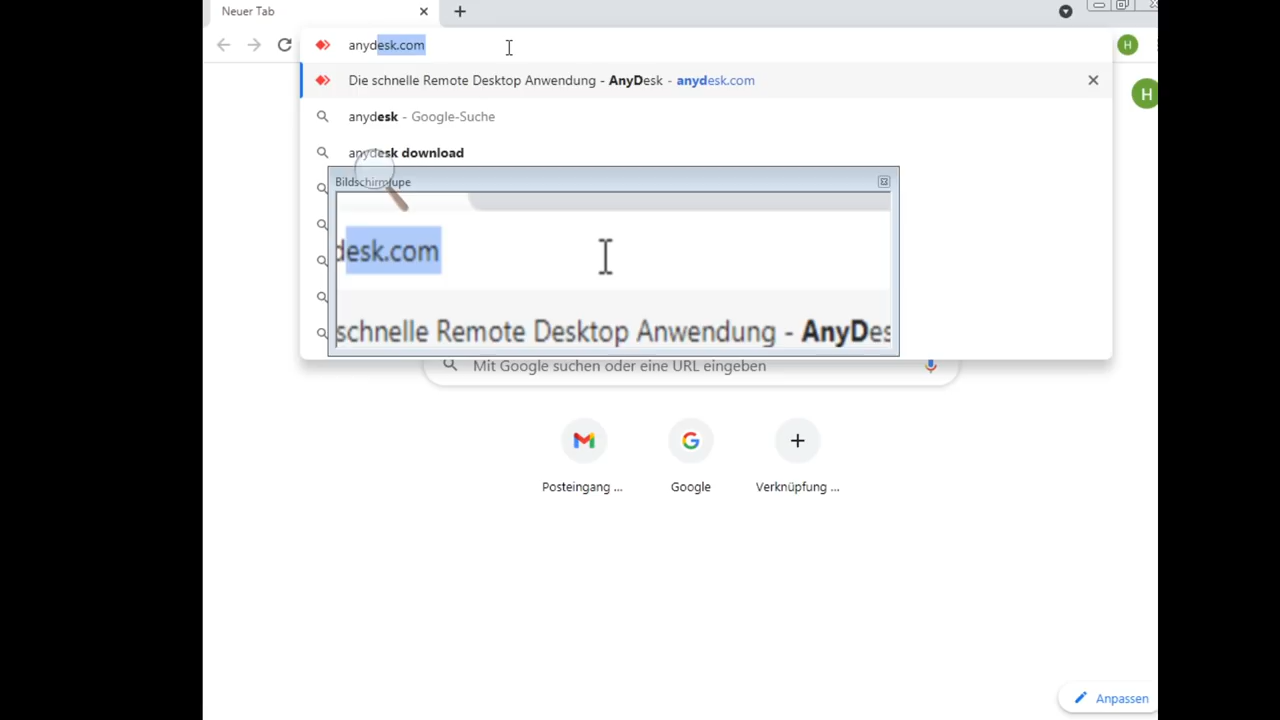 Neuer Tab
anydesk.com
H
Die schnelle Remote Desktop Anwendung - AnyDesk - anydesk.com
H
anydesk - Google-Suche
anydesk download
Bildschirmlupe
desk.com
schnelle Remote Desktop Anwendung - AnyDes
Mit Google suchen oder eine URL eingeben
Posteingang ...
Google
Verknüpfung ...
Anpassen